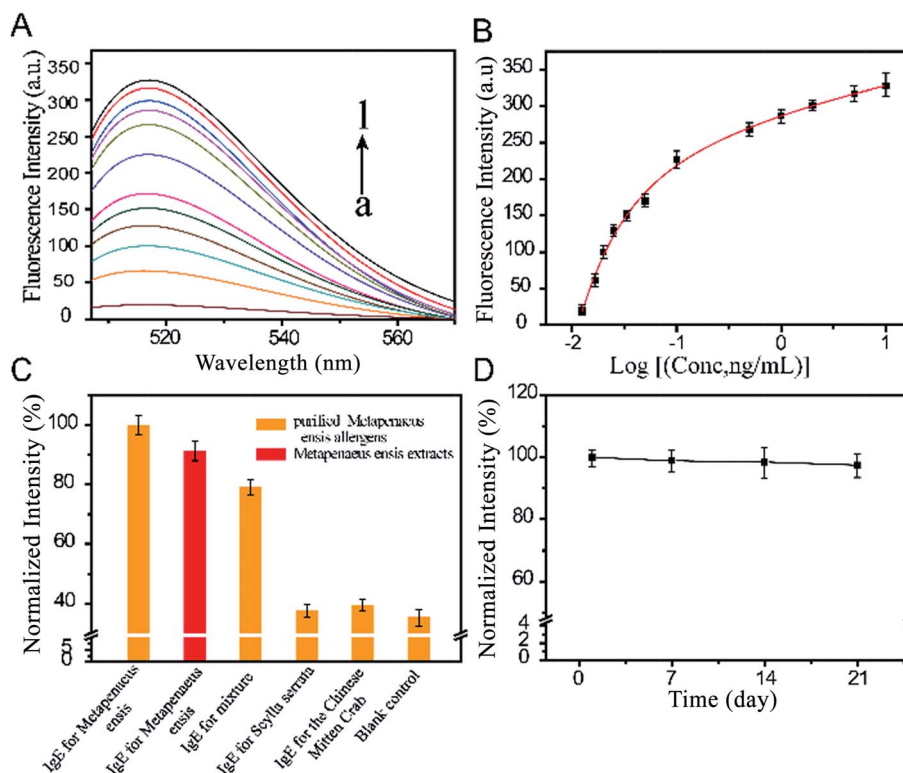 A
Fluorescence Intensity (a.u.)
350
300
250
200
150
100
50
0
1
a
520
540
560
Wavelength (nm)
B
Fluorescence Intensity (a.u)
350
300
250
200
150
100
50
0
-2
-1
0
1
Log [(Conc,ng/mL)]
C
Normalized Intensity (%)
100
80
60
40
5
0
purified Metapenaeus
ensis allergens
Metapenaeus ensis extracts
IgE for Metapenueus
ensis
IgE for Metapenaeus
ensis
IgE for mixture
IgE for Scylla serrata
IgE for the Chinese
Mitten Crab
Blank control
D
Normalized Intensity (%)
120
100
80
60
4
4
2
0
0
7
14
21
Time (day)